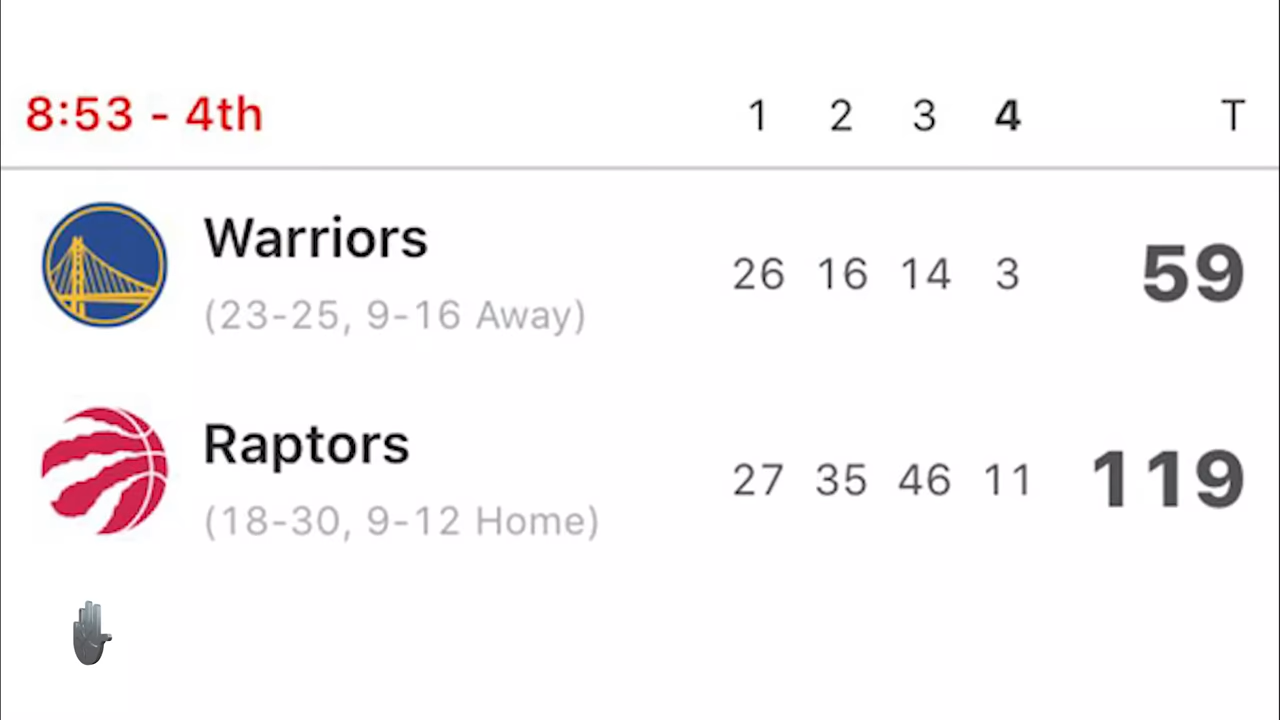 8:53 - 4th 1 2 3 4 T
Warriors
(23-25, 9-16 Away)
26 16 14 3 59
Raptors
(18-30, 9-12 Home)
27 35 46 11 119